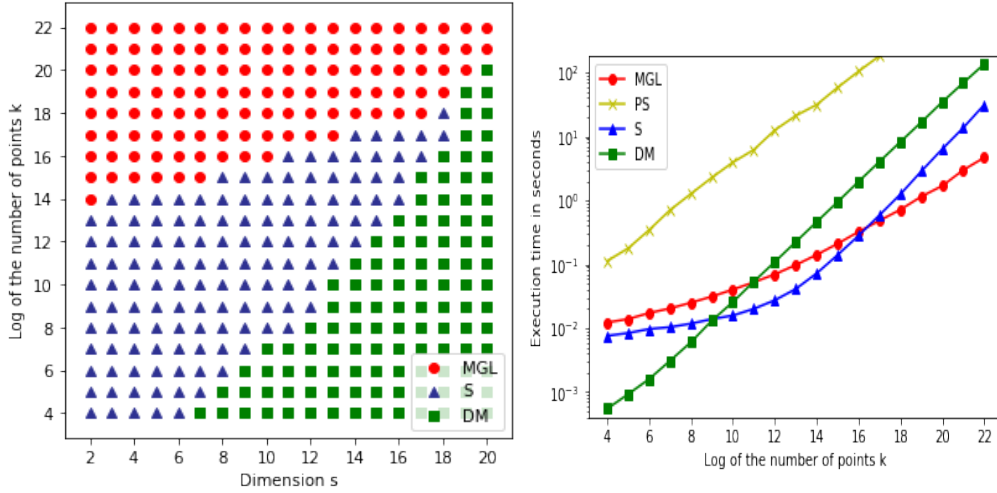 Log of the number of points k
22
20
18
16
14
12
10
8
6
4
2 4 6 8 10 12 14 16 18 20
Dimension s
MGL
S
DM
Execution time in seconds
10²
10¹
10⁰
10⁻¹
10⁻²
10⁻³
4 6 8 10 12 14 16 18 20 22
Log of the number of points k
MGL
PS
S
DM